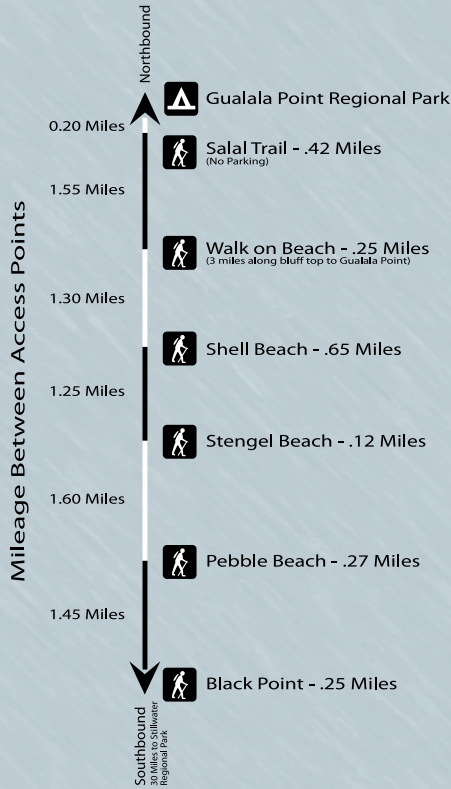 Northbound
Gualala Point Regional Park
0.20 Miles
Salal Trail - .42 Miles
(No Parking)
1.55 Miles
Walk on Beach - .25 Miles
(3 miles along bluff top to Gualala Point)
1.30 Miles
Shell Beach - .65 Miles
1.25 Miles
Stengel Beach - .12 Miles
1.60 Miles
Pebble Beach - .27 Miles
1.45 Miles
Black Point - .25 Miles
Mileage Between Access Points
Southbound
30 Miles to Stillwater
Regional Park